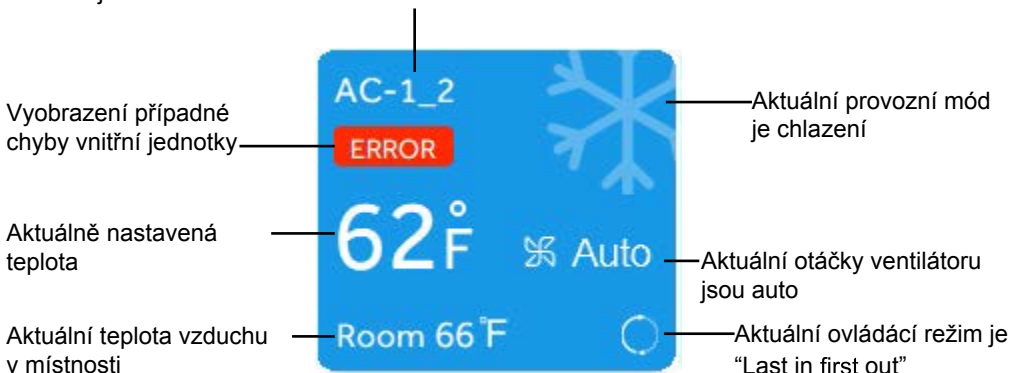 Vyobrazení případné
chyby vnitřní jednotky
Aktuálně nastavená
teplota
Aktuální teplota vzduchu
v místnosti
AC-1_2
ERROR
62°F
Auto
Room 66°F
Aktuální provozní mód
je chlazení
Aktuální otáčky ventilátoru
jsou auto
Aktuální ovládácí režim je
“Last in first out”